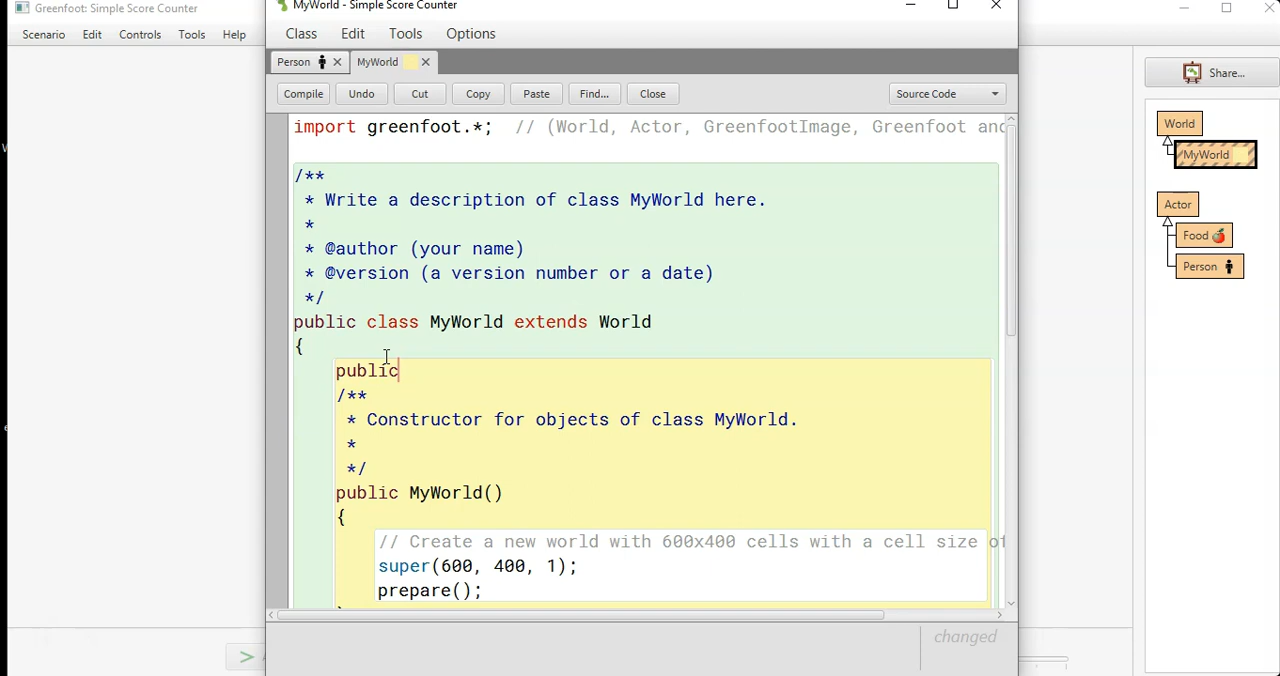 Greenfoot: Simple Score Counter
Scenario Edit Controls Tools Help
MyWorld - Simple Score Counter
Class Edit Tools Options
Person MyWorld
Compile Undo Cut Copy Paste Find... Close Source Code
import greenfoot.*;  // (World, Actor, GreenfootImage, Greenfoot and
/**
 * Write a description of class MyWorld here.
 *
 * @author (your name)
 * @version (a version number or a date)
 */
public class MyWorld extends World
{
public
/**
 * Constructor for objects of class MyWorld.
 *
 */
public MyWorld()
{
// Create a new world with 600x400 cells with a cell size of
super(600, 400, 1);
prepare();
changed
Share...
World
MyWorld
Actor
Food
Person